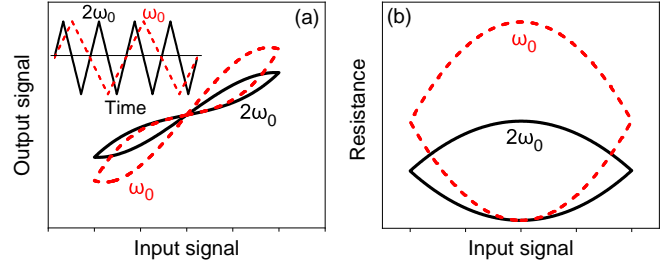 (a)
2ω0
ω0
Time
2ω0
ω0
Output signal
Input signal
(b)
ω0
2ω0
Resistance
Input signal